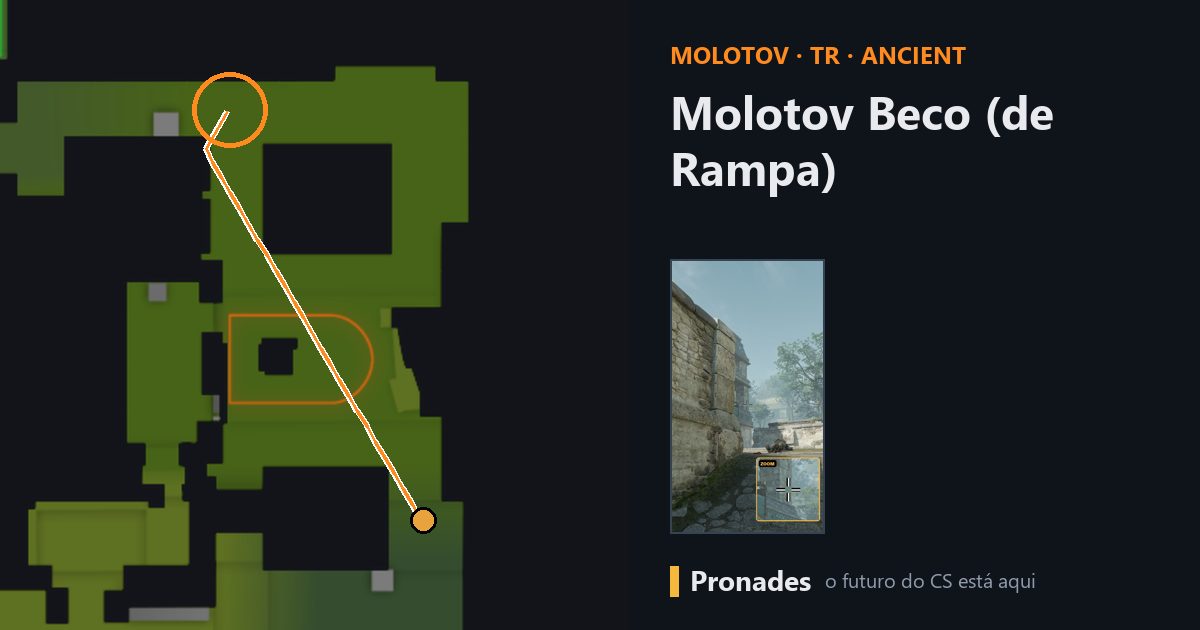 MOLOTOV · TR · ANCIENT
Molotov Beco (de
Rampa)
ZOOM
Pronades o futuro do CS está aqui